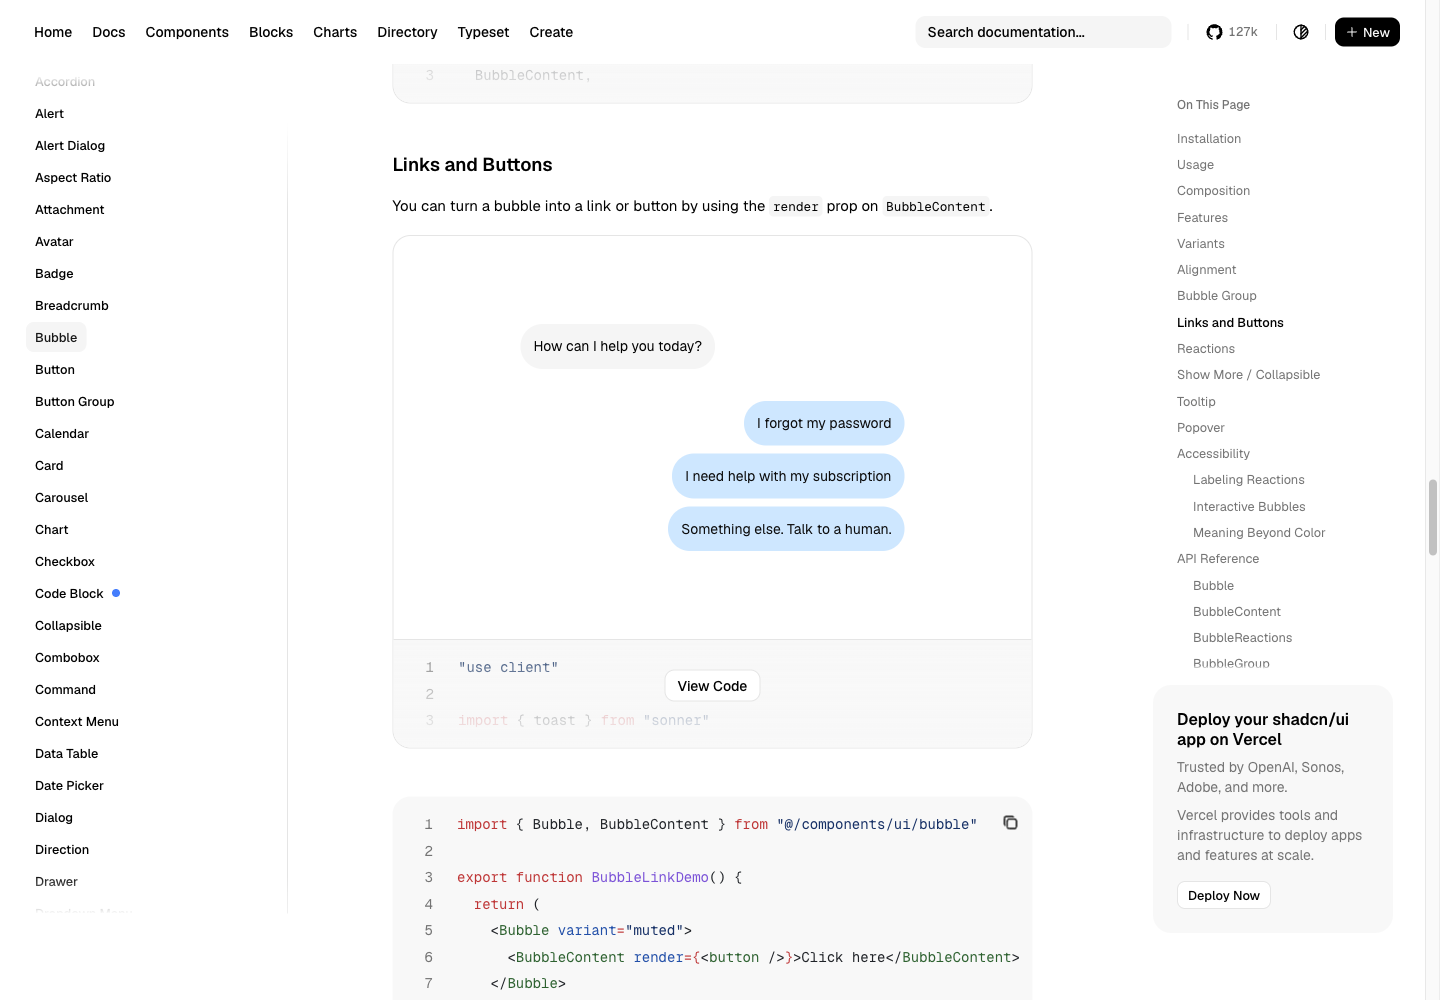 Home Docs Components Blocks Charts Directory Typeset Create
Search documentation...
127k
New
Accordion
Alert
Alert Dialog
Aspect Ratio
Attachment
Avatar
Badge
Breadcrumb
Bubble
Button
Button Group
Calendar
Card
Carousel
Chart
Checkbox
Code Block
Collapsible
Combobox
Command
Context Menu
Data Table
Date Picker
Dialog
Direction
Drawer
Dropdown Menu
3 BubbleContent,
Links and Buttons
You can turn a bubble into a link or button by using the render prop on BubbleContent.
How can I help you today?
I forgot my password
I need help with my subscription
Something else. Talk to a human.
1 "use client"
2
3 import { toast } from "sonner"
View Code
1 import { Bubble, BubbleContent } from "@/components/ui/bubble"
2
3 export function BubbleLinkDemo() {
4 return (
5 <Bubble variant="muted">
6 <BubbleContent render={<button />}>Click here</BubbleContent>
7 </Bubble>
On This Page
Installation
Usage
Composition
Features
Variants
Alignment
Bubble Group
Links and Buttons
Reactions
Show More / Collapsible
Tooltip
Popover
Accessibility
Labeling Reactions
Interactive Bubbles
Meaning Beyond Color
API Reference
Bubble
BubbleContent
BubbleReactions
BubbleGroup
Deploy your shadcn/ui
app on Vercel
Trusted by OpenAI, Sonos,
Adobe, and more.
Vercel provides tools and
infrastructure to deploy apps
and features at scale.
Deploy Now